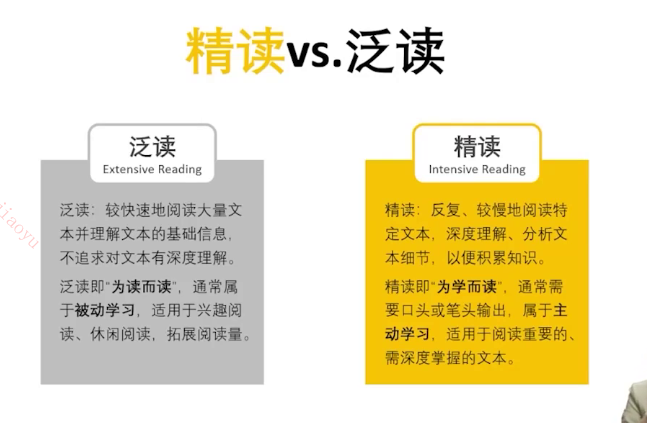 精读vs.泛读
泛读
Extensive Reading
泛读：较快速地阅读大量文
本并理解文本的基础信息，
不追求对文本有深度理解。
泛读即“为读而读”，通常属
于被动学习，适用于兴趣阅
读、休闲阅读，拓展阅读量。
精读
Intensive Reading
精读：反复、较慢地阅读特
定文本，深度理解、分析文
本细节，以便积累知识。
精读即“为学而读”，通常需
要口头或笔头输出，属于主
动学习，适用于阅读重要的、
需深度掌握的文本。
jiaoyu